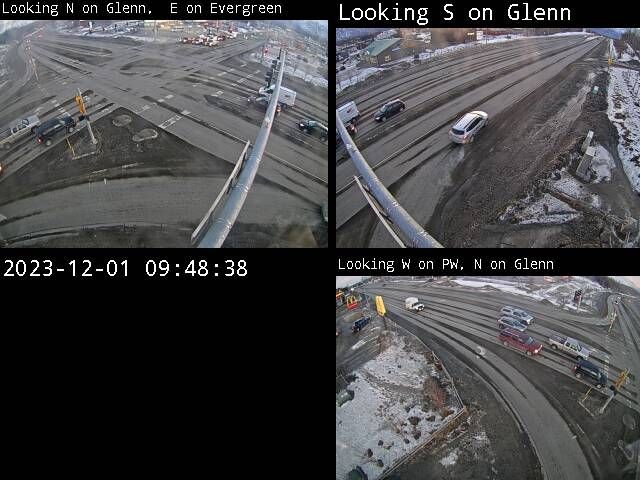 Looking N on Glenn,  E on Evergreen
Looking S on Glenn
2023-12-01 09:48:38
Looking W on PW, N on Glenn